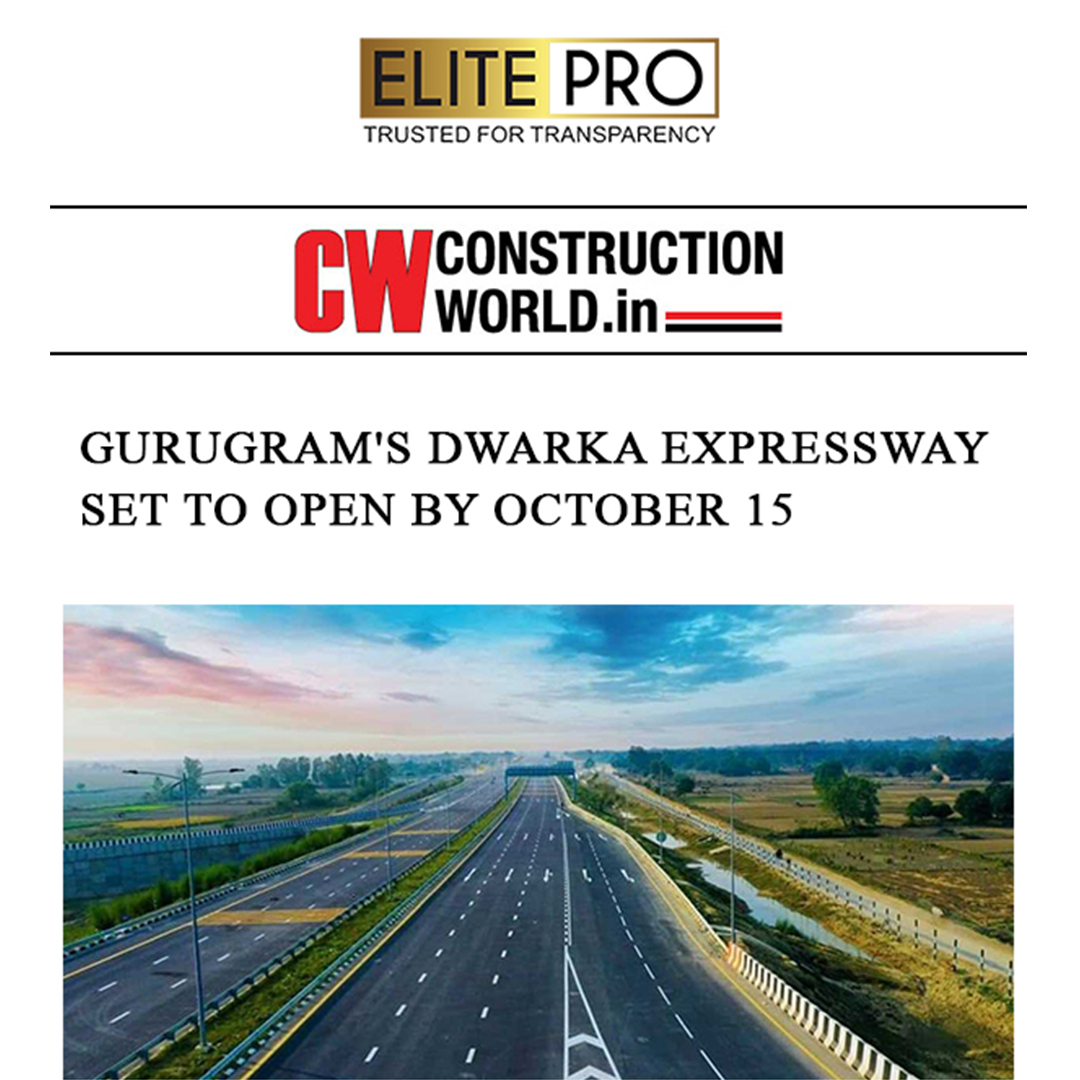 ELITE PRO
TRUSTED FOR TRANSPARENCY
CW CONSTRUCTION
WORLD.in
GURUGRAM'S DWARKA EXPRESSWAY
SET TO OPEN BY OCTOBER 15